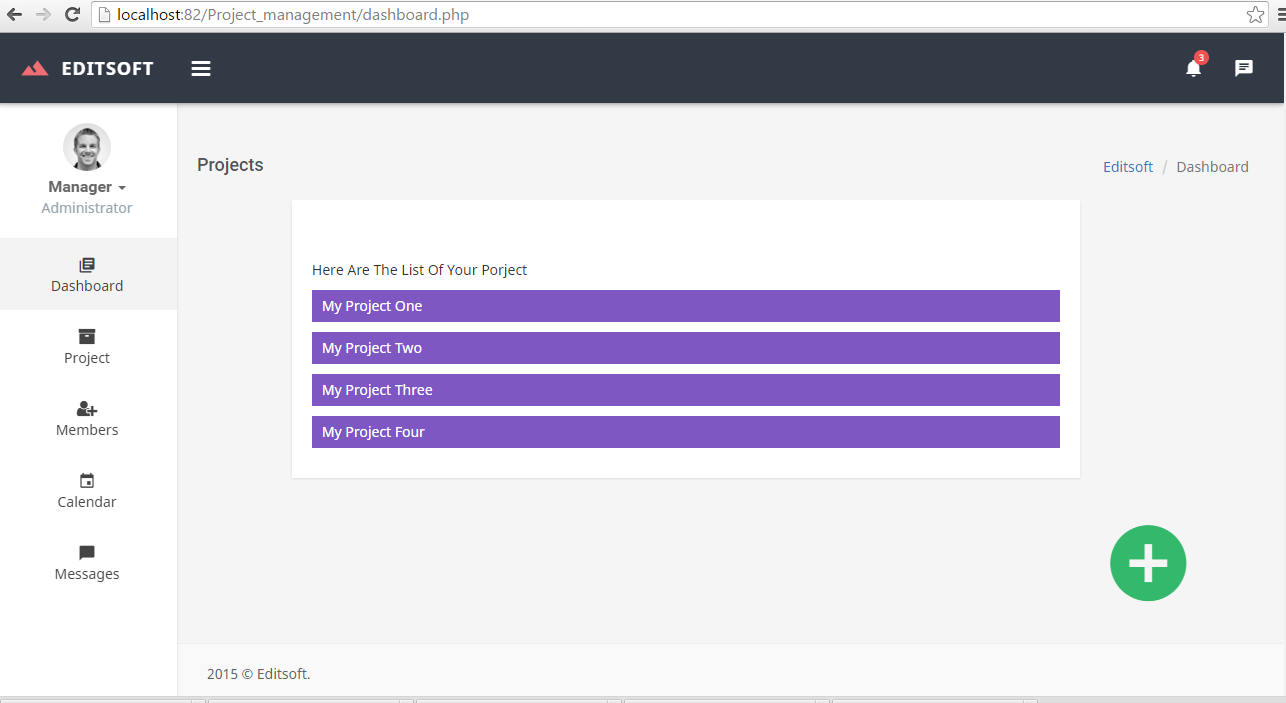 localhost:82/Project_management/dashboard.php
EDITSOFT
3
Manager
Administrator
Dashboard
Project
Members
Calendar
Messages
Projects
Editsoft / Dashboard
Here Are The List Of Your Porject
My Project One
My Project Two
My Project Three
My Project Four
2015 © Editsoft.